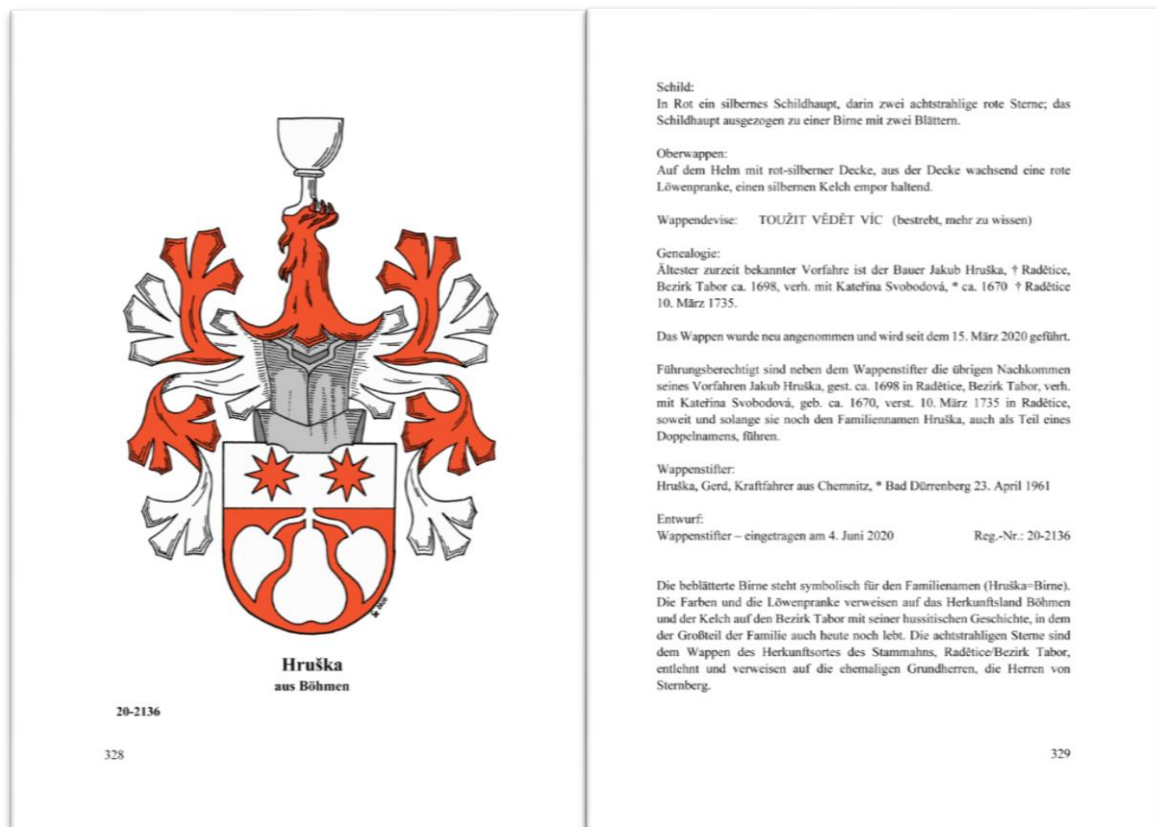 Hruška
aus Böhmen
20-2136
328
Schild:
In Rot ein silbernes Schildhaupt, darin zwei achtstrahlige rote Sterne; das
Schildhaupt ausgezogen zu einer Birne mit zwei Blättern.
Oberwappen:
Auf dem Helm mit rot-silberner Decke, aus der Decke wachsend eine rote
Löwenpranke, einen silbernen Kelch empor haltend.
Wappendevise: TOUŽIT VĚDĚT VÍC (bestrebt, mehr zu wissen)
Genealogie:
Ältester zurzeit bekannter Vorfahre ist der Bauer Jakub Hruška, † Radětice,
Bezirk Tabor ca. 1698, verh. mit Kateřina Svobodová, * ca. 1670 † Radětice
10. März 1735.
Das Wappen wurde neu angenommen und wird seit dem 15. März 2020 geführt.
Führungsberechtigt sind neben dem Wappenstifter die übrigen Nachkommen
seines Vorfahren Jakub Hruška, gest. ca. 1698 in Radětice, Bezirk Tabor, verh.
mit Kateřina Svobodová, geb. ca. 1670, verst. 10. März 1735 in Radětice,
soweit und solange sie noch den Familiennamen Hruška, auch als Teil eines
Doppelnamens, führen.
Wappenstifter:
Hruška, Gerd, Kraftfahrer aus Chemnitz, * Bad Dürrenberg 23. April 1961
Entwurf:
Wappenstifter – eingetragen am 4. Juni 2020 Reg.-Nr.: 20-2136
Die beblätterte Birne steht symbolisch für den Familienamen (Hruška=Birne).
Die Farben und die Löwenpranke verweisen auf das Herkunftsland Böhmen
und der Kelch auf den Bezirk Tabor mit seiner hussitischen Geschichte, in dem
der Großteil der Familie auch heute noch lebt. Die achtstrahligen Sterne sind
dem Wappen des Herkunftsortes des Stammahns, Radětice/Bezirk Tabor,
entlehnt und verweisen auf die ehemaligen Grundherren, die Herren von
Sternberg.
329